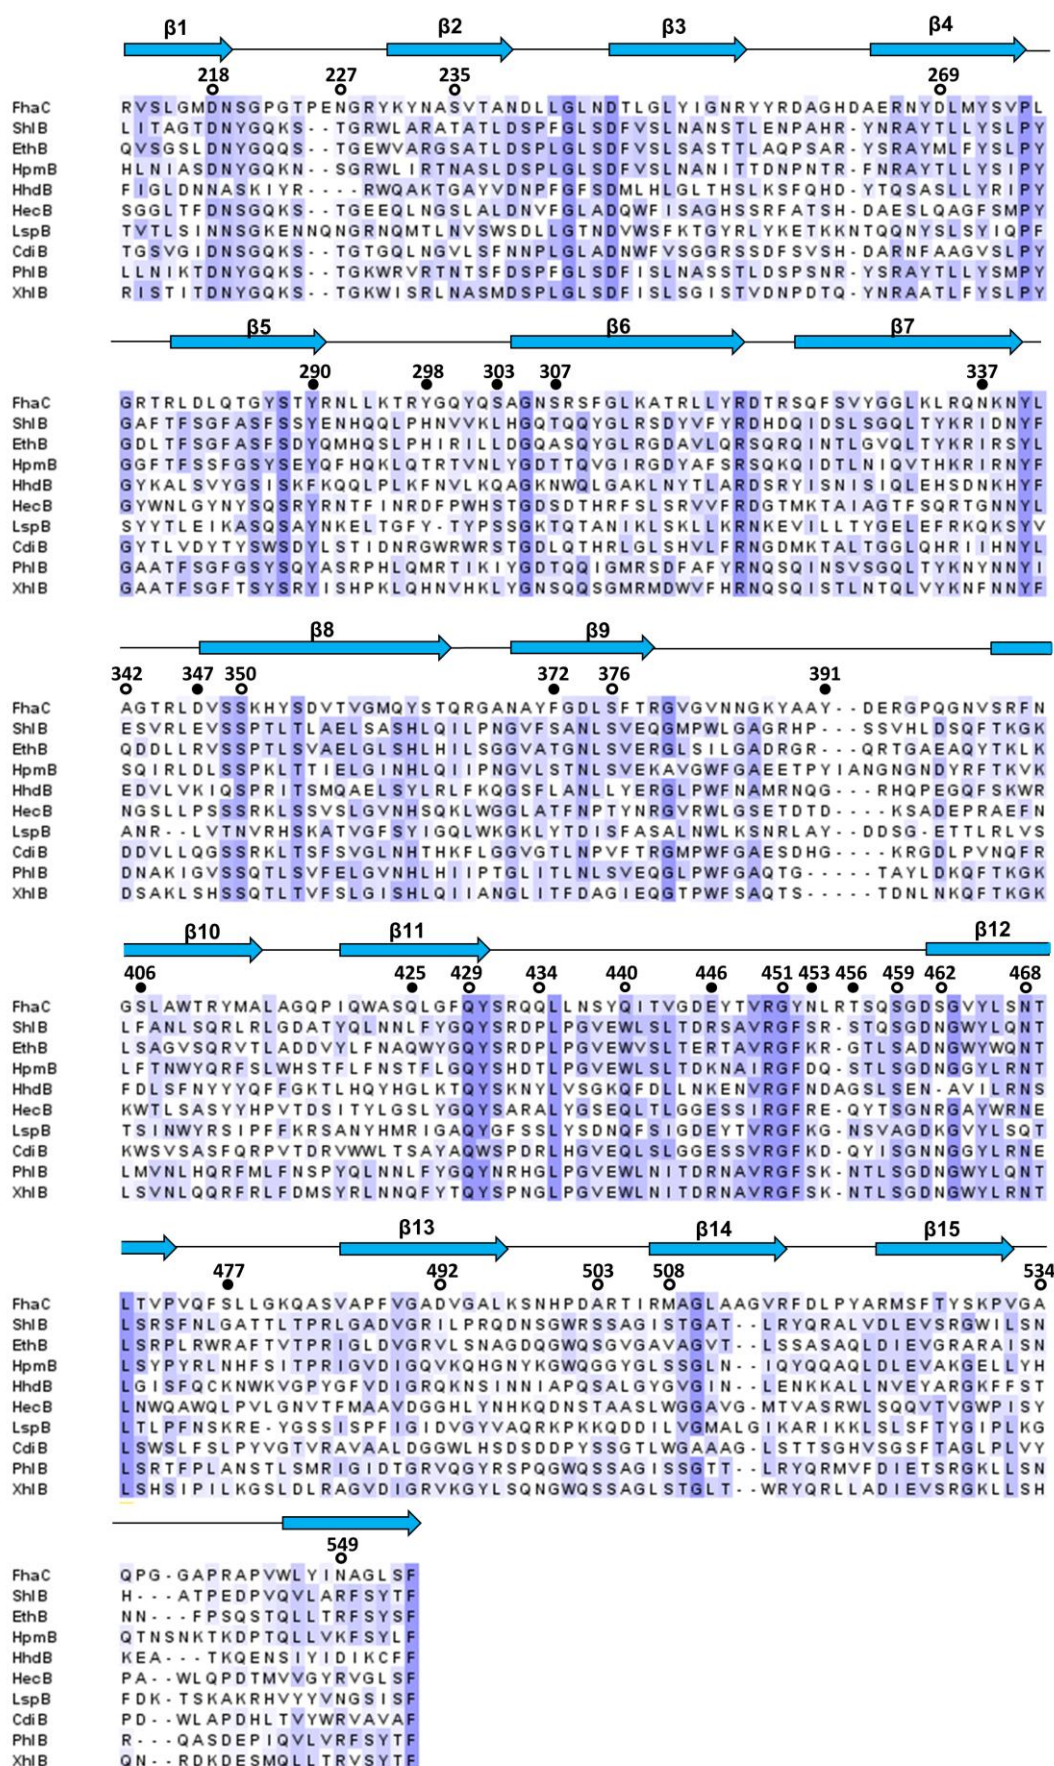 β1 β2 β3 β4
218 227 235 269
FhaC RVSLGMDNSGPGTPENGRYKYNASVTANDLLGLNDTLGLYIGNRYYRDAGHDAERNYDLMYSVPL
ShlB LITAGTDNYGQKS--TGRWLARATATLDSPFGLSDFVSLNANSTLENPAHR-YNRAYTLLYSLPY
EthB QVSGSLDNYGQQS--TGEWVARGSATLDSPLGLSDFVSLSASTTLAQPSAR-YSRAYMLFYSLPY
HpmB HLNIASDNYGQKN--SGRWLIRTNASLDSPLGLSDFVSLNANITTDNPNTR-FNRAYTLLYSIPY
HhdB FIGLDNNASKIYR----RWQAKTGAYVDNPFGFSDMLHLGLTHSLKSFQHD-YTQSASLLYRIPY
HecB SGGLTFDNSGQKS--TGEEQLNGSLALDNVFGLADQWFISAGHSSRFATSH-DAESLQAGFSMPY
LspB TVTLSINNSGKENNQNGRNQMTLNVSWSDLLGTNDVWSFKTGYRLYKETKKNTQQNYSLSYIQPF
CdiB TGSVGIDNSGQKS--TGTGQLNGVLSFNNPLGLADNWFVSGGRSSDFSVSH-DARNFAAGVSLPY
PhlB LLNIKTDNYGQKS--TGKWRVRTNTSFDSPFGLSDFISLNASSTLDSPSNR-YSRAYTLLYSMPY
XhlB RISTITDNYGQKS--TGKWISRLNASMDSPLGLSDFISLSGISTVDNPDTQ-YNRAATLFYSLPY
β5 β6 β7
290 298 303 307 337
FhaC GRTRLDLQTGYSTYRNLLKTRYGQYQSAGNSRSFGLKATRLLYRDTRSQFSVYGGLKLRQNKNYL
ShlB GAFTFSGFASFSSYENHQQLPHNVVKLHGQTQQYGLRSDYVFYRDHDQIDSLSGQLTYKRIDNYF
EthB GDLTFSGFASFSDYQMHQSLPHIRILLDGQASQYGLRGDAVLQRSQRQINTLGVQLTYKRIRSYL
HpmB GGFTFSSFGSYSEYQFHQKLQTRTVNLYGDTTQVGIRGDYAFSRSQKQIDTLNIQVTHKRIRNYF
HhdB GYKALSVYGSISKFKQQLPLKFNVLKQAGKNWQLGAKLNYTLARDSRYISNISIQLEHSDNKHYF
HecB GYWNLGYNYSQSRYRNTFINRDFPWHSTGDSDTHRFSLSRVVFRDGTMKTAIAGTFSQRTGNNYL
LspB SYYTLEIKASQSAYNKELTGFY-TYPSSGKTQTANIKLSKLLKRNKEVILLTYGELEFRKQKSYV
CdiB GYTLVDYTYSWSDYLSTIDNRGWRWRSTGDLQTHRLGLSHVLFRNGDMKTALTGGLQHRIIHNYL
PhlB GAATFSGFGSYSQYASRPHLQMRTIKIYGDTQQIGMRSDFAFYRNQSQINSVSGQLTYKNYNNYI
XhlB GAATFSGFTSYSRYISHPKLQHNVHKLYGNSQQSGMRMDWVFHRNQSQISTLNTQLVYKNFNNYF
β8 β9
342 347 350 372 376 391
FhaC AGTRLDVSSKHYSDVTVGMQYSTQRGANAYFGDLSFTRGVGVNNGKYAAY--DERGPQGNVSRFN
ShlB ESVRLEVSSPTLTLAELSASHLQILPNGVFSANLSVEQGMPWLGAGRHP---SSVHLDSQFTKGK
EthB QDDLLRVSSPTLSVAELGLSHLHILSGGVATGNLSVERGLSILGADRGR---QRTGAEAQYTKLK
HpmB SQIRLDLSSPKLTTIELGINHLQIIPNGVLSTNLSVEKAVGWFGAEETPYIANGNGNDYRFTKVK
HhdB EDVLVKIQSPRITSMQAELSYLRLFKQGSFLANLLYERGLPWFNAMRNQG---RHQPEGQFSKWR
HecB NGSLLPSSSRKLSSVSLGVNHSQKLWGGLATFNPTYNRGVRWLGSETDTD----KSADEPRAEFN
LspB ANR--LVTNVRHSKATVGFSYIGQLWKGKLYTDISFASALNWLKSNRLAY--DDSG-ETTLRLVS
CdiB DDVLLQGSSRKLTSFSVGLNHTHKFLGGVGTLNPVFTRGMPWFGAESDHG----KRGDLPVNQFR
PhlB DNAKIGVSSQTLSVFELGVNHLHIIPTGLITLNLSVEQGLPWFGAQTG-----TAYLDKQFTKGK
XhlB DSAKLSHSSQTLTVFSLGISHLQIIANGLITFDAGIEQGTPWFSAQTS-----TDNLNKQFTKGK
β10 β11 β12
406 425 429 434 440 446 451 453 456 459 462 468
FhaC GSLAWTRYMALAGQPIQWASQLGFQYSRQQLLNSYQITVGDEYTVRGYNLRTSQSGDSGVYLSNT
ShlB LFANLSQRLRLGDATYQLNNLFYGQYSRDPLPGVEWLSLTDRSAVRGFSR-STQSGDNGWYLQNT
EthB LSAGVSQRVTLADDVYLFNAQWYGQYSRDPLPGVEWVSLTERTAVRGFKR-GTLSADNGWYWQNT
HpmB LFTNWYQRFSLWHSTFLFNSTFLGQYSHDTLPGVEWLSLTDKNAIRGFDQ-STLSGDNGGYLRNT
HhdB FDLSFNYYYQFFGKTLHQYHGLKTQYSKNYLVSGKQFDLLNKENVRGFNDAGSLSEN-AVILRNS
HecB KWTLSASYYHPVTDSITYLGSLYGQYSARALYGSEQLTLGGESSIRGFRE-QYTSGNRGAYWRNE
LspB TSINWYRSIPFFKRSANYHMRIGAQYGFSSLYSDNQFSIGDEYTVRGFKG-NSVAGDKGVYLSQT
CdiB KWSVSASFQRPVTDRVWWLTSAYAQWSPDRLHGVEQLSLGGESSVRGFKD-QYISGNNGGYLRNE
PhlB LMVNLHQRFMLFNSPYQLNNLFYGQYNRHGLPGVEWLNITDRNAVRGFSK-NTLSGDNGWYLQNT
XhlB LSVNLQQRFRLFDMSYRLNNQFYTQYSPNGLPGVEWLNITDRNAVRGFSK-NTLSGDNGWYLRNT
β13 β14 β15
477 492 503 508 534
FhaC LTVPVQFSLLGKQASVAPFVGADVGALKSNHPDARTIRMAGLAAGVRFDLPYARMSFTYSKPVGA
ShlB LSRSFNLGATTLTPRLGADVGRILPRQDNSGWRSSAGISTGAT--LRYQRALVDLEVSRGWILSN
EthB LSRPLRWRAFTVTPRIGLDVGRVLSNAGDQGWQSGVGAVAGVT--LSSASAQLDIEVGRARAISN
HpmB LSYPYRLNHFSITPRIGVDIGQVKQHGNYKGWQGGYGLSSGLN--IQYQQAQLDLEVAKGELLYH
HhdB LGISFQCKNWKVGPYGFVDIGRQKNSINNIAPQSALGYGVGIN--LENKKALLNVEYARGKFFST
HecB LNWQAWQLPVLGNVTFMAAVDGGHLYNHKQDNSTAASLWGGAVG-MTVASRWLSQQVTVGWPISY
LspB LTLPFNSKRE-YGSSISPFIGIDVGYVAQRKPKKQDDILVGMALGIKARIKKLSLSFTYGIPLKG
CdiB LSWSLFSLPYVGTVRAVAALDGGWLHSDSDDPYSSGTLWGAAAG-LSTTSGHVSGSFTAGLPLVY
PhlB LSRTFPLANSTLSMRIGIDTGRVQGYRSPQGWQSSAGISSGTT--LRYQRMVFDIETSRGKLLSN
XhlB LSHSIPILKGSLDLRAGVDIGRVKGYLSQNGWQSSAGLSTGLT--WRYQRLLADIEVSRGKLLSH
549
FhaC QPG-GAPRAPVWLYINAGLSF
ShlB H---ATPEDPVQVLARFSYTF
EthB NN---FPSQSTQLLTRFSYSF
HpmB QTNSNKTKDPTQLLVKFSYLF
HhdB KEA---TKQENSIYIDIKCFF
HecB PA--WLQPDTMVVGYRVGLSF
LspB FDK-TSKAKRHVYYVNGSISF
CdiB PD--WLAPDHLTVYWRVAVAF
PhlB R---QASDEPIQVLVRFSYTF
XhlB QN--RDKDESMQLLTRVSYTF